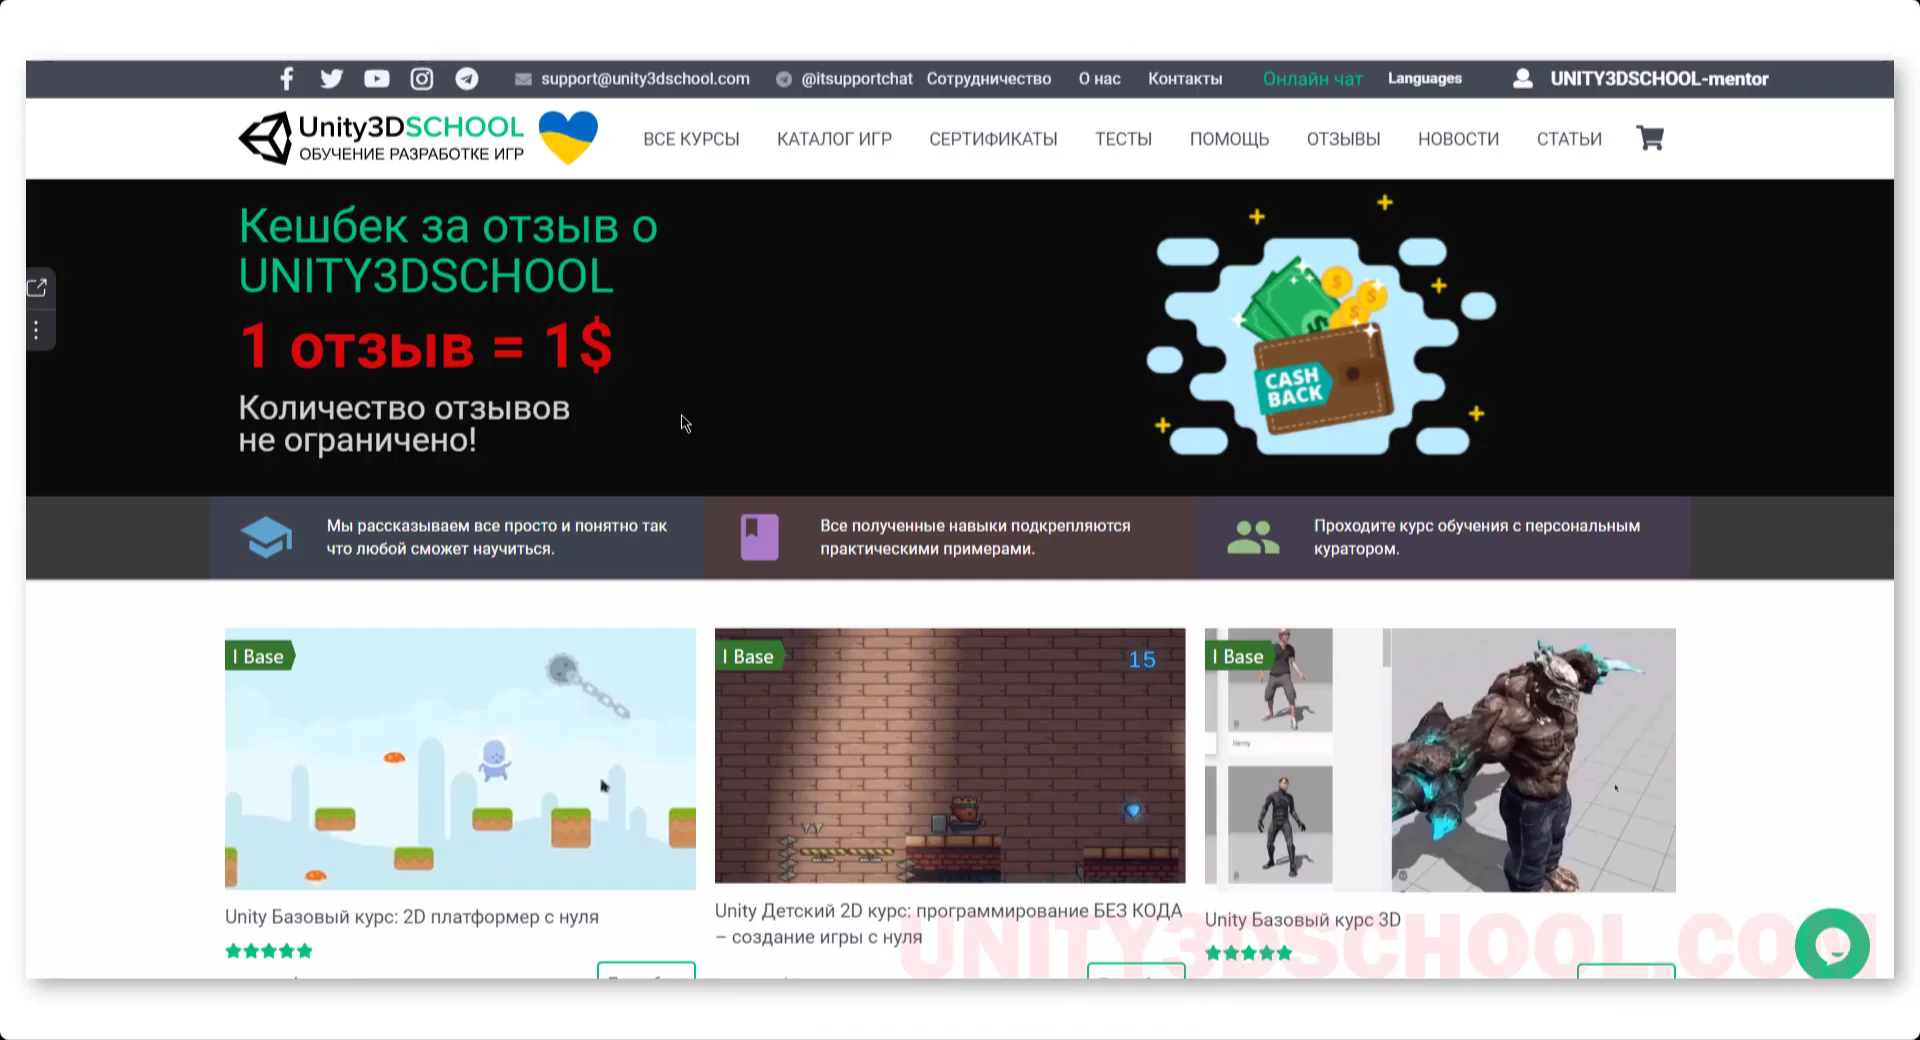 support@unity3dschool.com @itsupportchat Сотрудничество О нас Контакты Онлайн чат Languages UNITY3DSCHOOL-mentor
Unity3DSCHOOL
ОБУЧЕНИЕ РАЗРАБОТКЕ ИГР
ВСЕ КУРСЫ КАТАЛОГ ИГР СЕРТИФИКАТЫ ТЕСТЫ ПОМОЩЬ ОТЗЫВЫ НОВОСТИ СТАТЬИ
Кешбек за отзыв о
UNITY3DSCHOOL
1 отзыв = 1$
Количество отзывов
не ограничено!
CASH
BACK
Мы рассказываем все просто и понятно так
что любой сможет научиться.
Все полученные навыки подкрепляются
практическими примерами.
Проходите курс обучения с персональным
куратором.
I Base
I Base
15
I Base
Remy
Unity Базовый курс: 2D платформер с нуля
Unity Детский 2D курс: программирование БЕЗ КОДА
– создание игры с нуля
Unity Базовый курс 3D
UNITY3DSCHOOL.COM